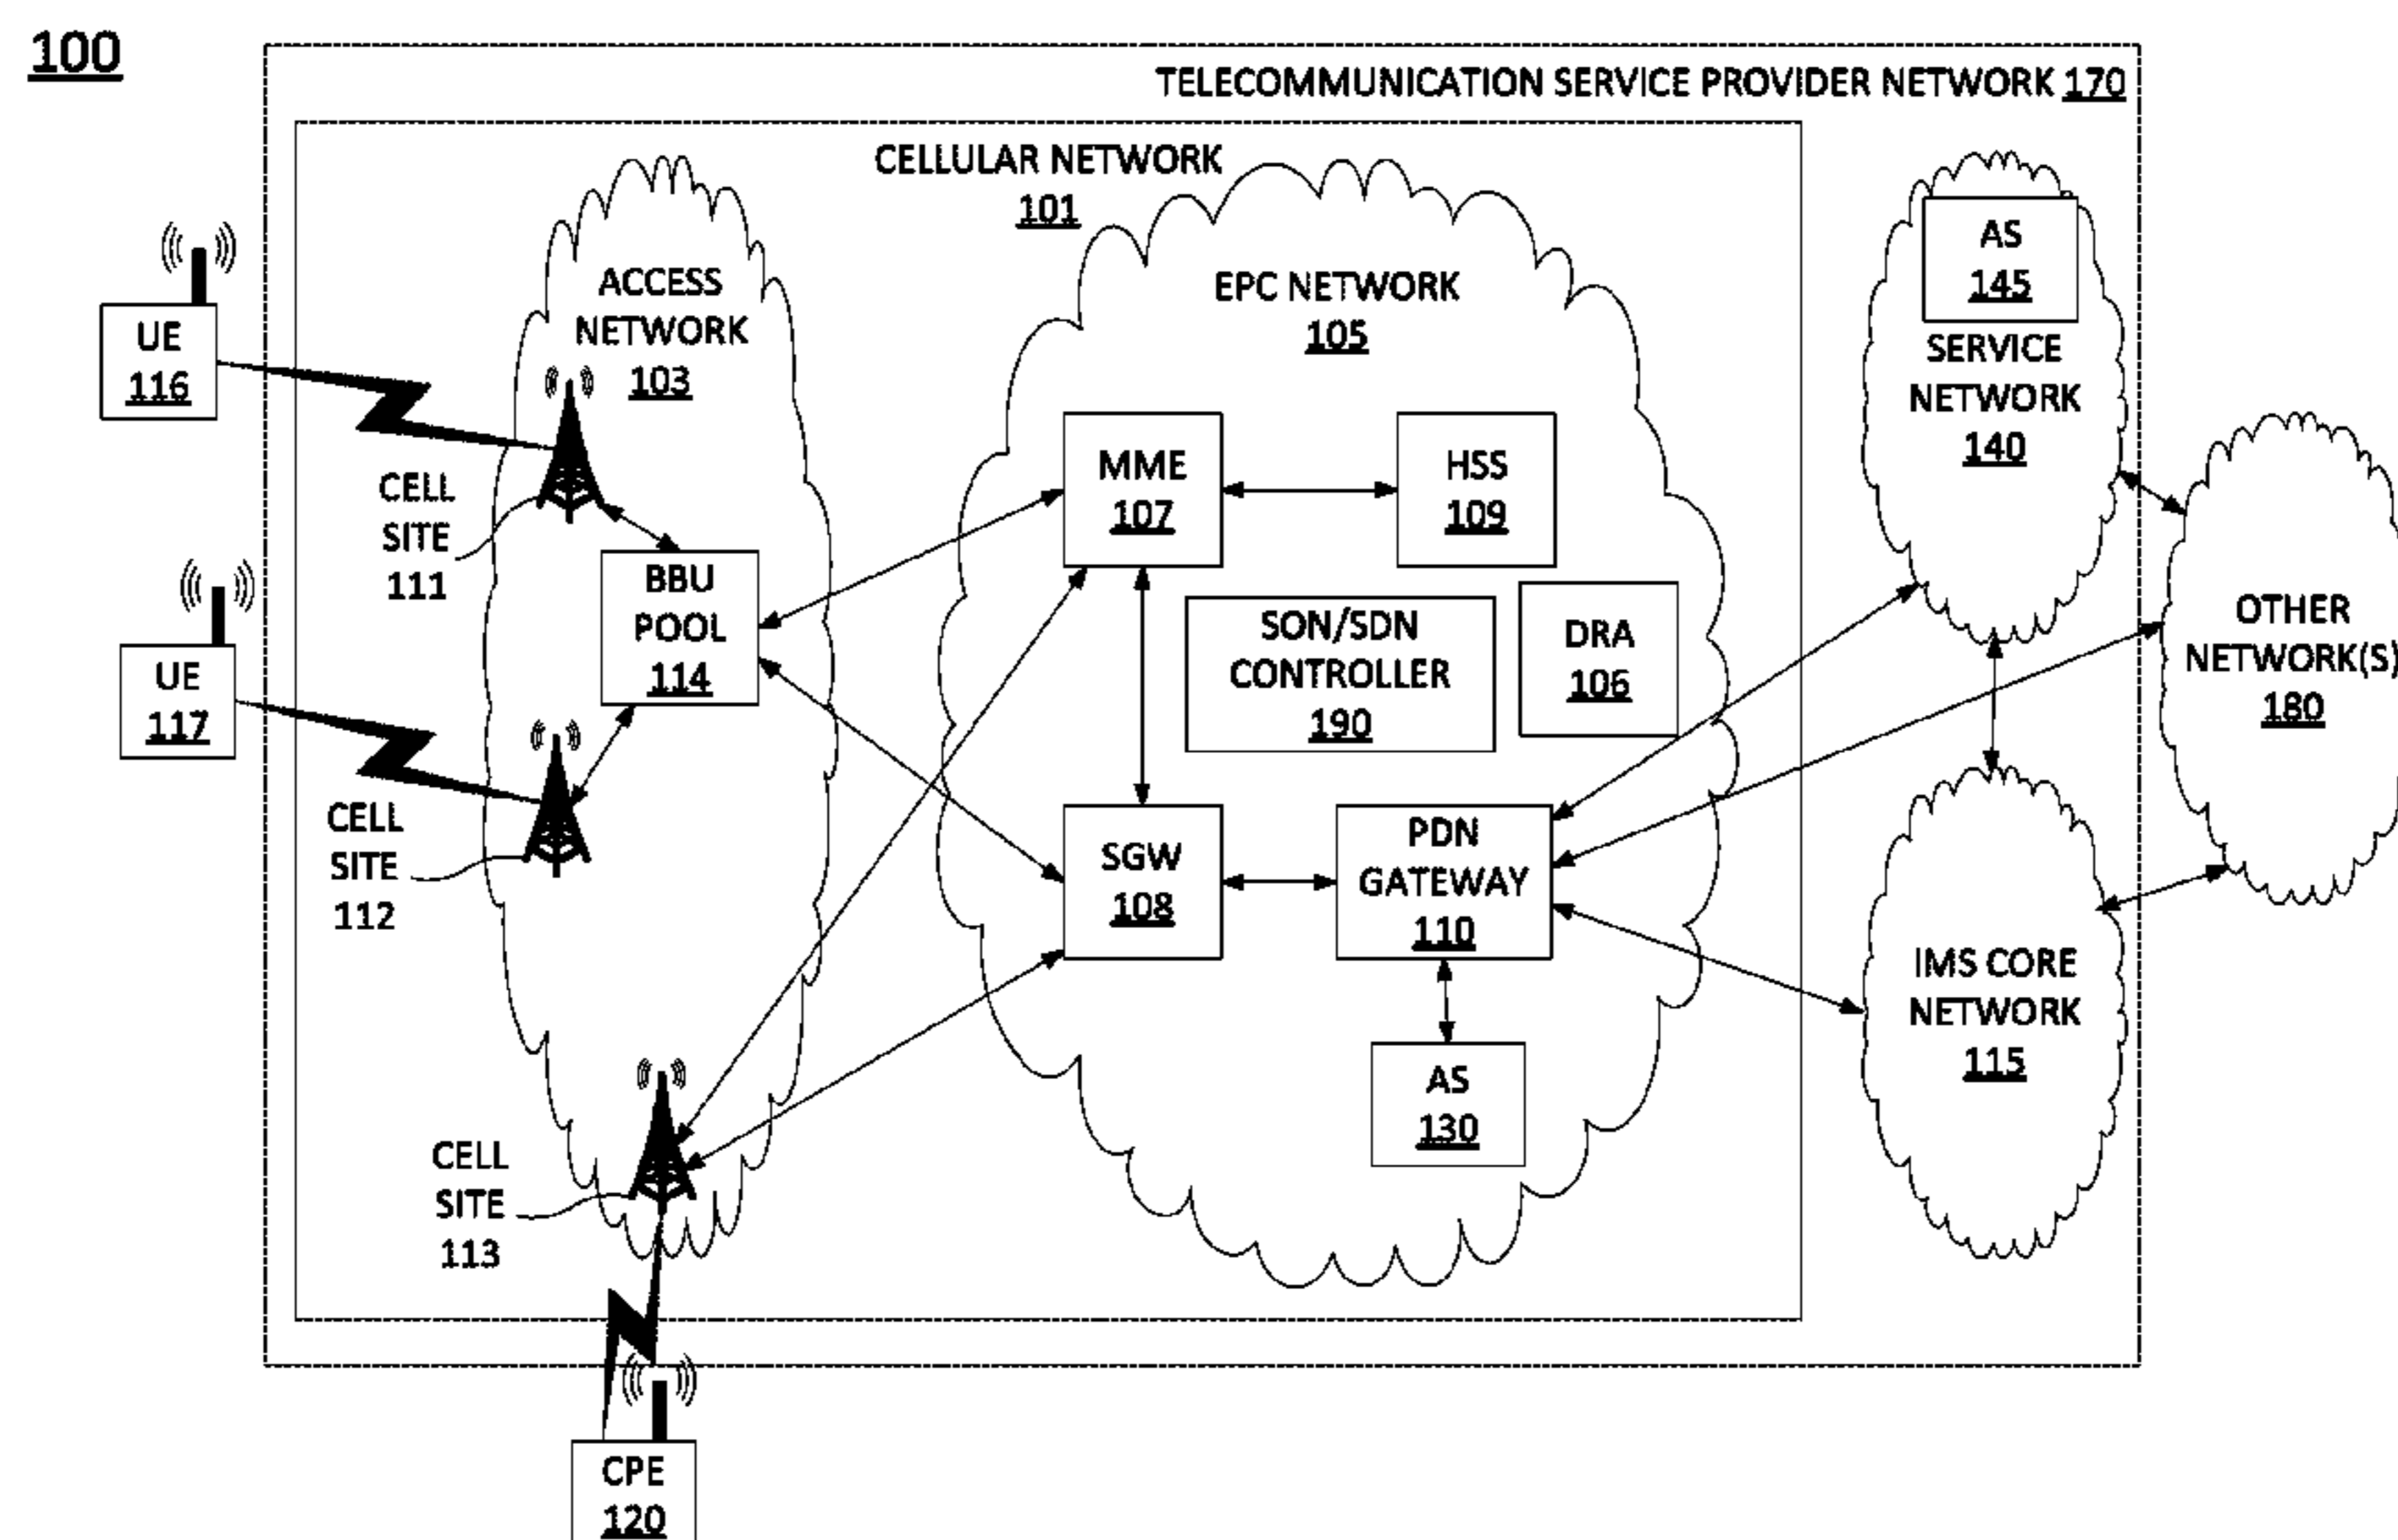 100
TELECOMMUNICATION SERVICE PROVIDER NETWORK 170
CELLULAR NETWORK
101
ACCESS
NETWORK
103
EPC NETWORK
105
AS
145
SERVICE
NETWORK
140
UE
116
CELL
SITE
111
MME
107
HSS
109
BBU
POOL
114
SON/SDN
CONTROLLER
190
DRA
106
OTHER
NETWORK(S)
180
UE
117
CELL
SITE
112
SGW
108
PDN
GATEWAY
110
IMS CORE
NETWORK
115
AS
130
CELL
SITE
113
CPE
120